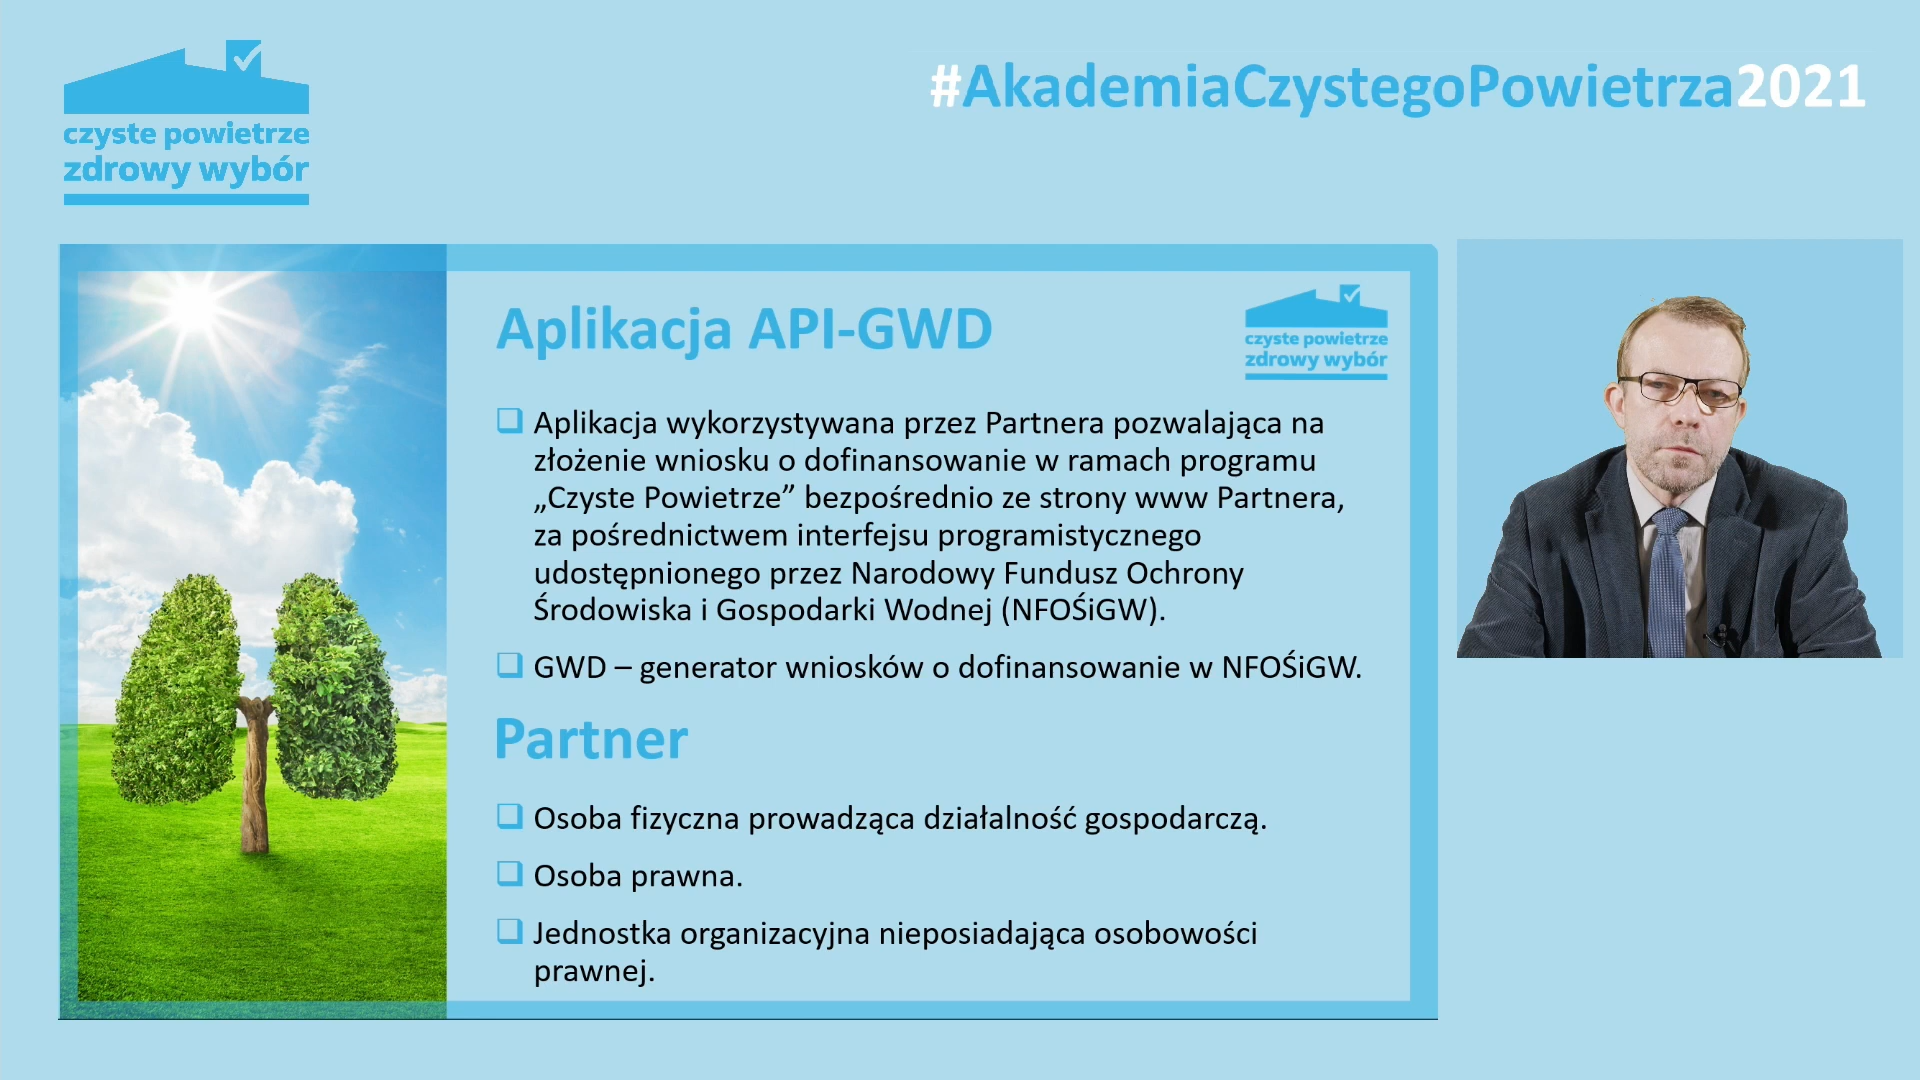 czyste powietrze
zdrowy wybór
#AkademiaCzystegoPowietrza2021
Aplikacja API-GWD
czyste powietrze
zdrowy wybór
Aplikacja wykorzystywana przez Partnera pozwalająca na
złożenie wniosku o dofinansowanie w ramach programu
„Czyste Powietrze” bezpośrednio ze strony www Partnera,
za pośrednictwem interfejsu programistycznego
udostępnionego przez Narodowy Fundusz Ochrony
Środowiska i Gospodarki Wodnej (NFOŚiGW).
GWD – generator wniosków o dofinansowanie w NFOŚiGW.
Partner
Osoba fizyczna prowadząca działalność gospodarczą.
Osoba prawna.
Jednostka organizacyjna nieposiadająca osobowości
prawnej.